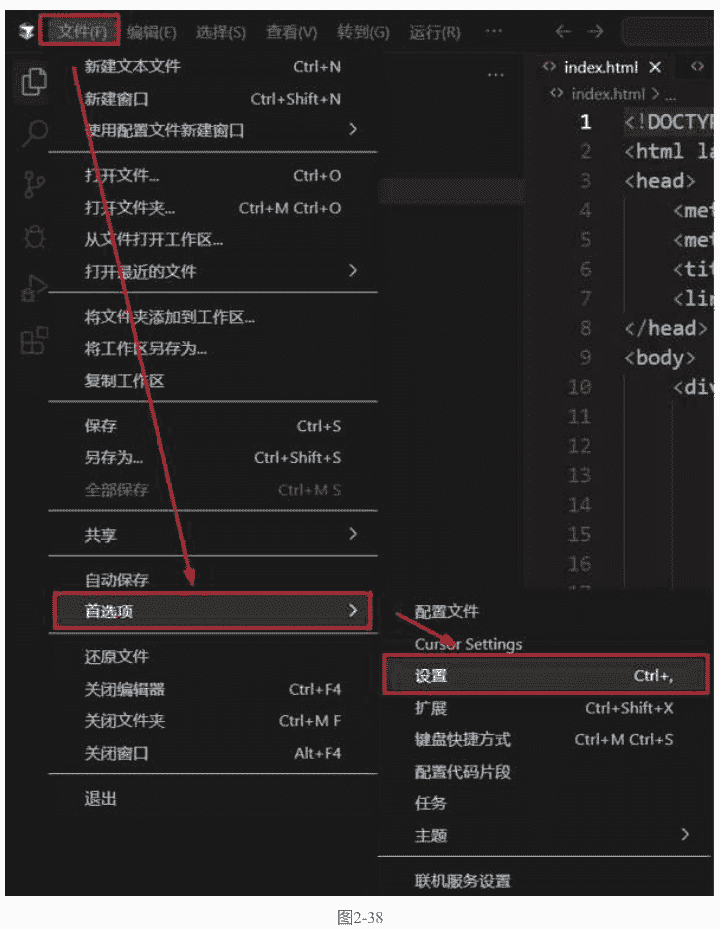 文件(F) 编辑(E) 选择(S) 查看(V) 转到(G) 运行(R) ...
新建文本文件 Ctrl+N
新建窗口 Ctrl+Shift+N
使用配置文件新建窗口
打开文件... Ctrl+O
打开文件夹... Ctrl+M Ctrl+O
从文件打开工作区...
打开最近的文件
将文件夹添加到工作区...
将工作区另存为...
复制工作区
保存 Ctrl+S
另存为... Ctrl+Shift+S
全部保存 Ctrl+M S
共享
自动保存
首选项
还原文件
关闭编辑器 Ctrl+F4
关闭文件夹 Ctrl+M F
关闭窗口 Alt+F4
退出
配置文件
Cursor Settings
设置 Ctrl+,
扩展 Ctrl+Shift+X
键盘快捷方式 Ctrl+M Ctrl+S
配置代码片段
任务
主题
联机服务设置
...
<> index.html ×
<> index.html > ...
1 <!DOCTYP
2 <html la
3 <head>
4 <met
5 <met
6 <tit
7 <lin
8 </head>
9 <body>
10 <div
11
12
13
14
15
16
图2-38